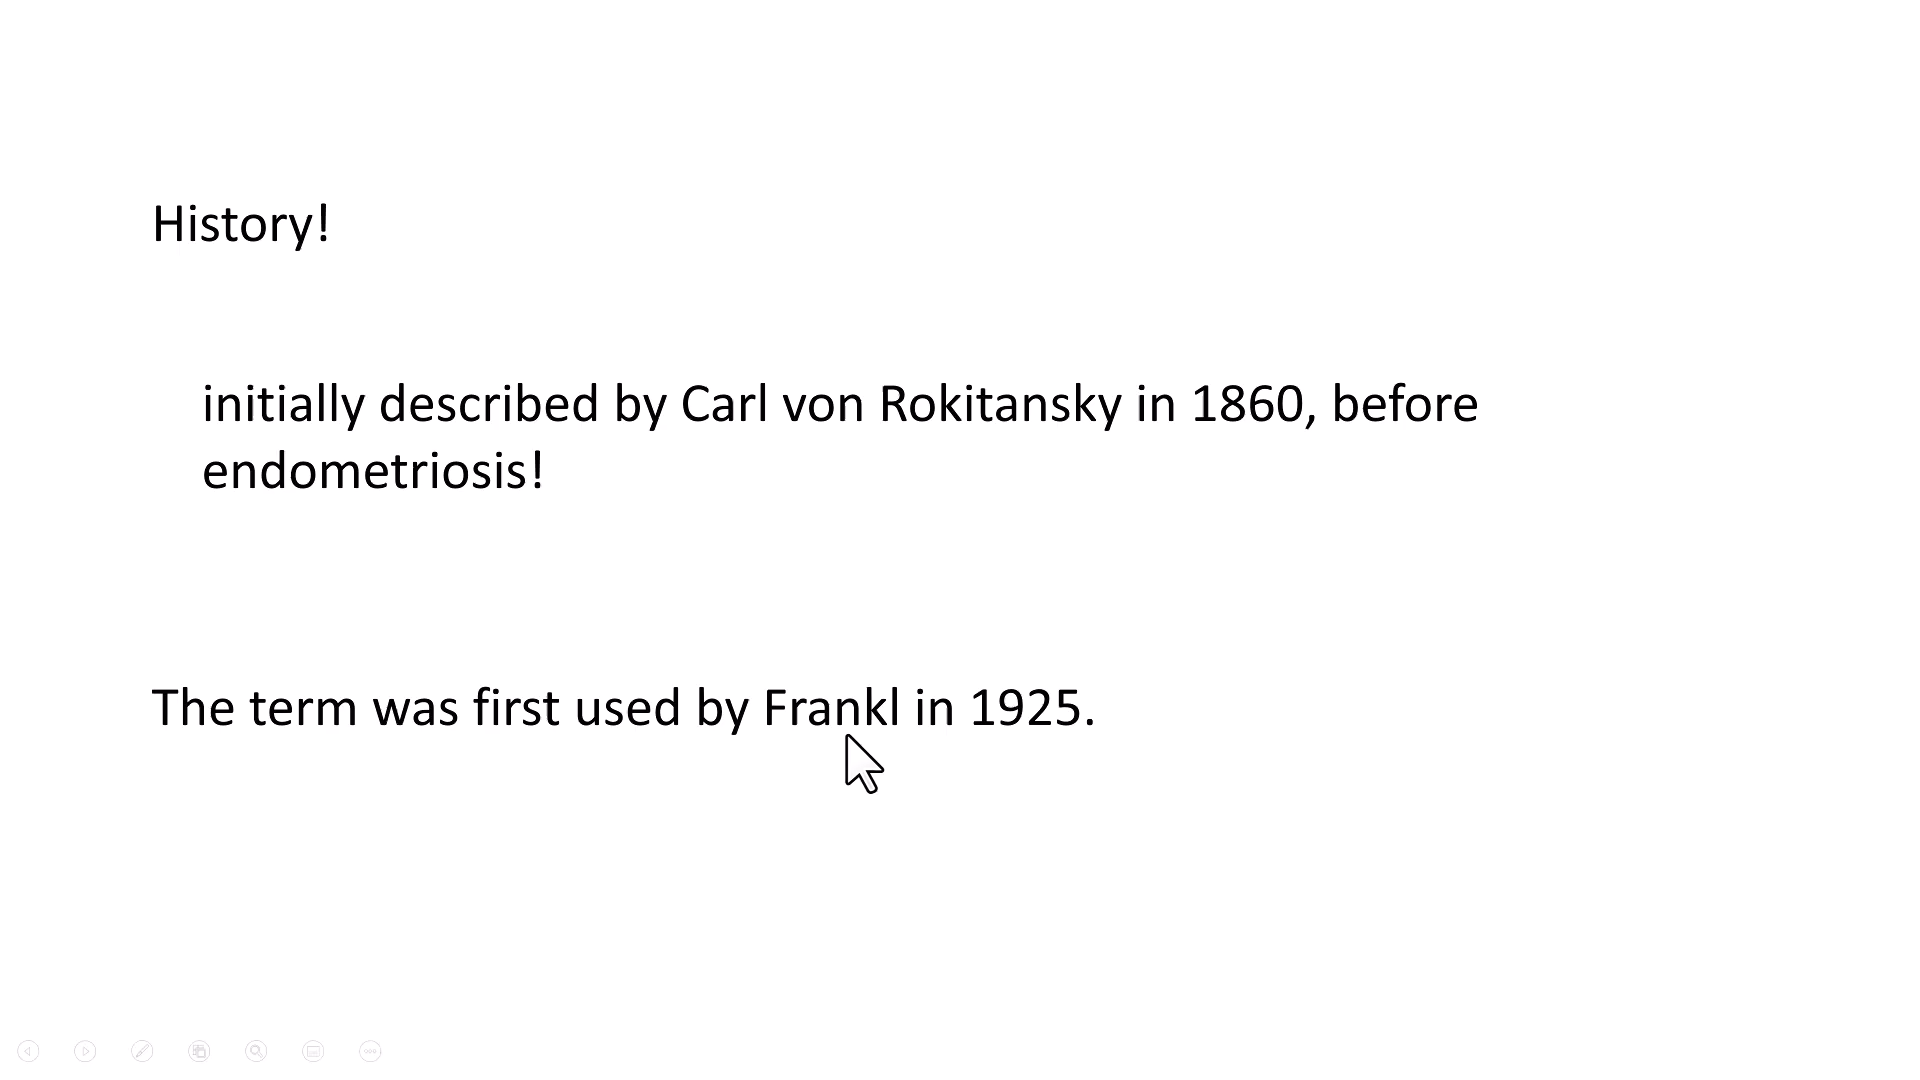 History!
initially described by Carl von Rokitansky in 1860, before
endometriosis!
The term was first used by Frankl in 1925.